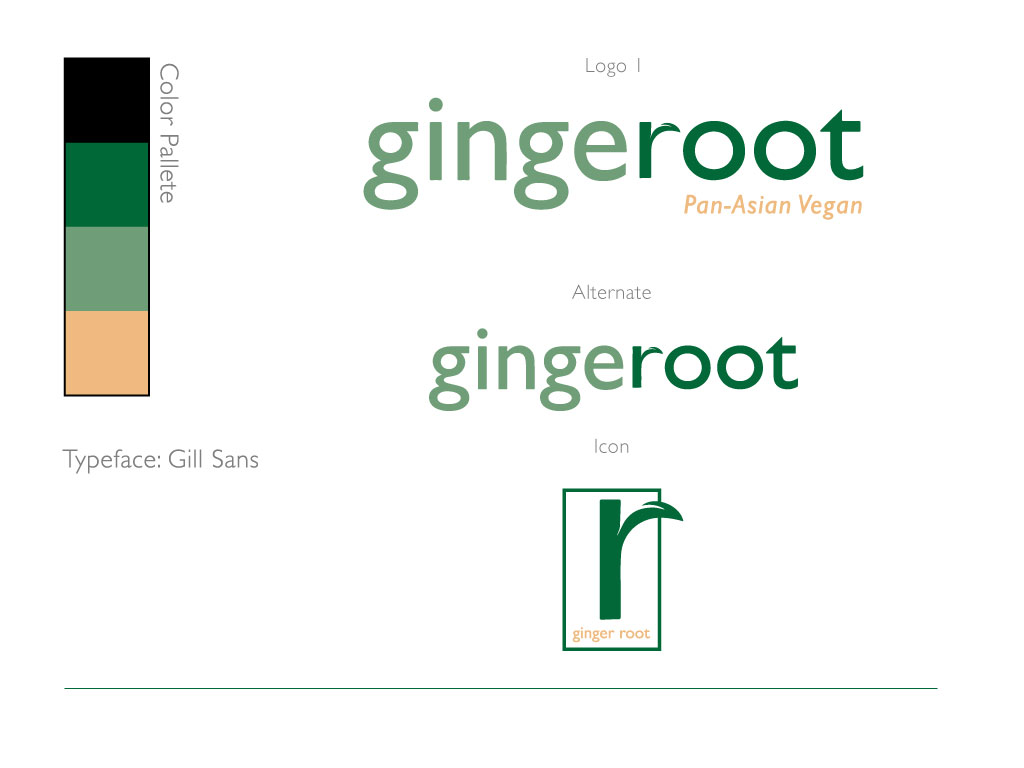 Color Pallete
Typeface: Gill Sans
Logo 1
gingeroot
Pan-Asian Vegan
Alternate
gingeroot
Icon
r
ginger root